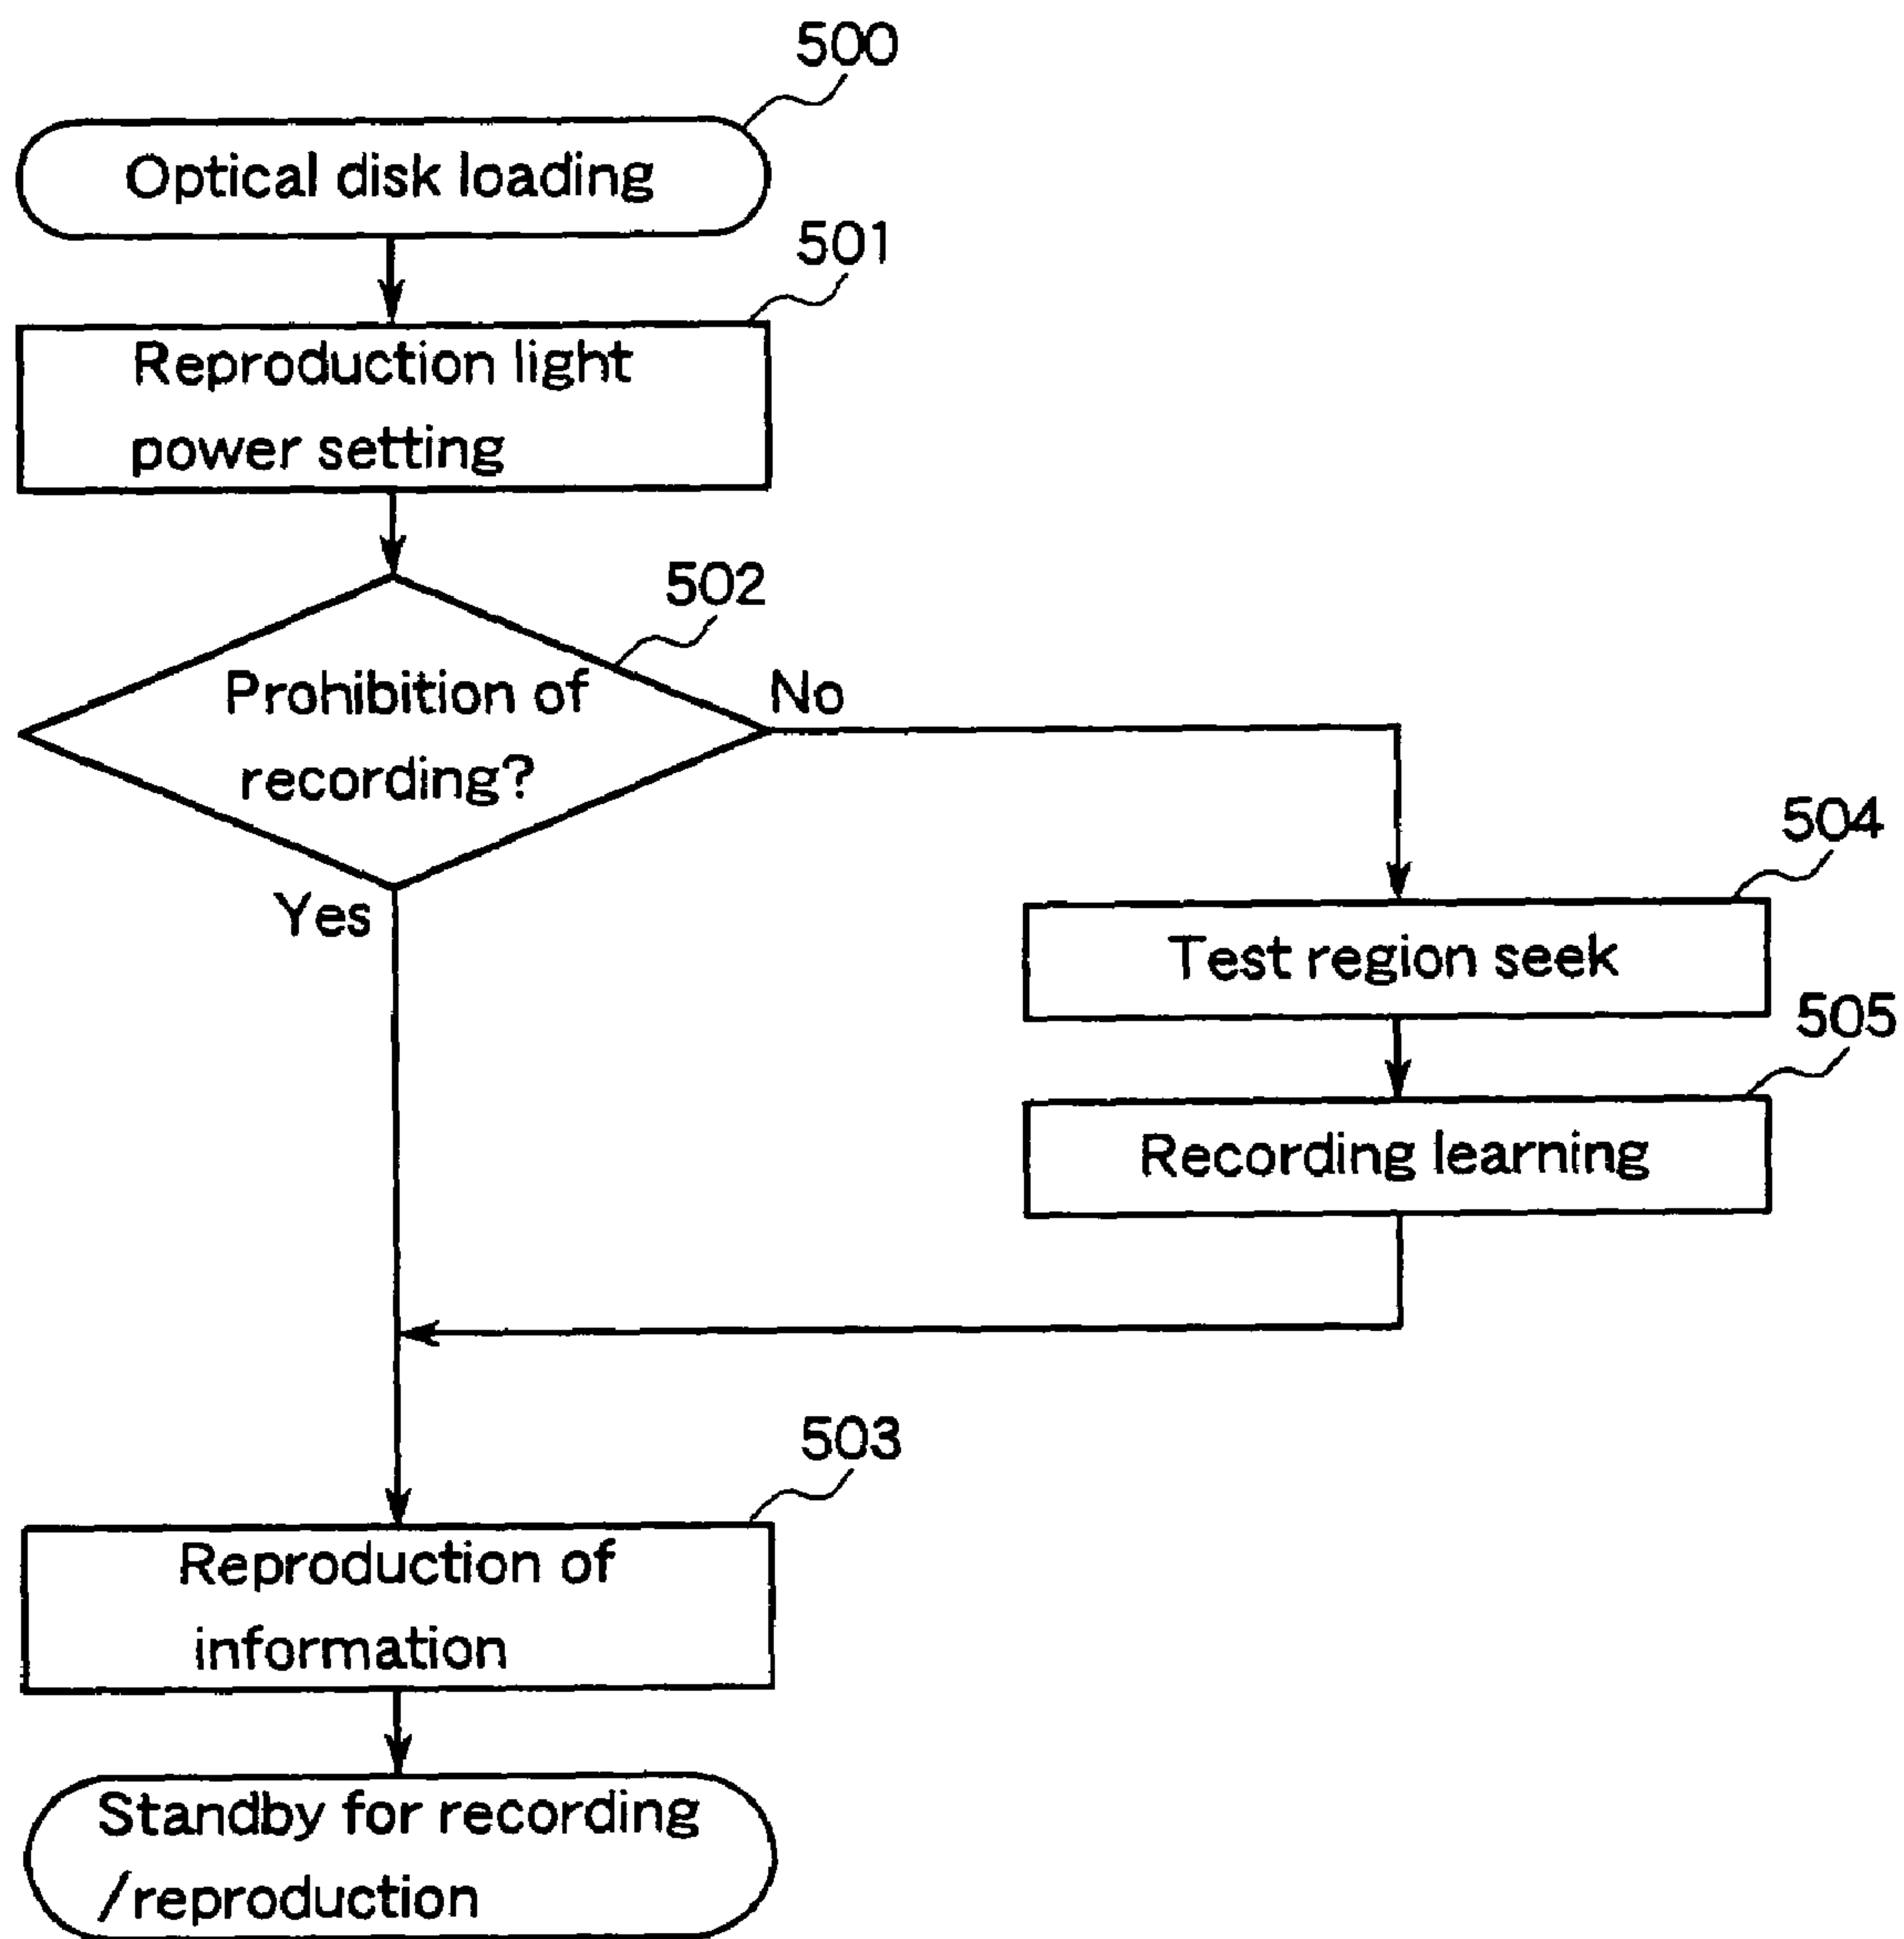 500
Optical disk loading
501
Reproduction light
power setting
502
Prohibition of
recording?
No
Yes
504
Test region seek
505
Recording learning
503
Reproduction of
information
Standby for recording
/reproduction